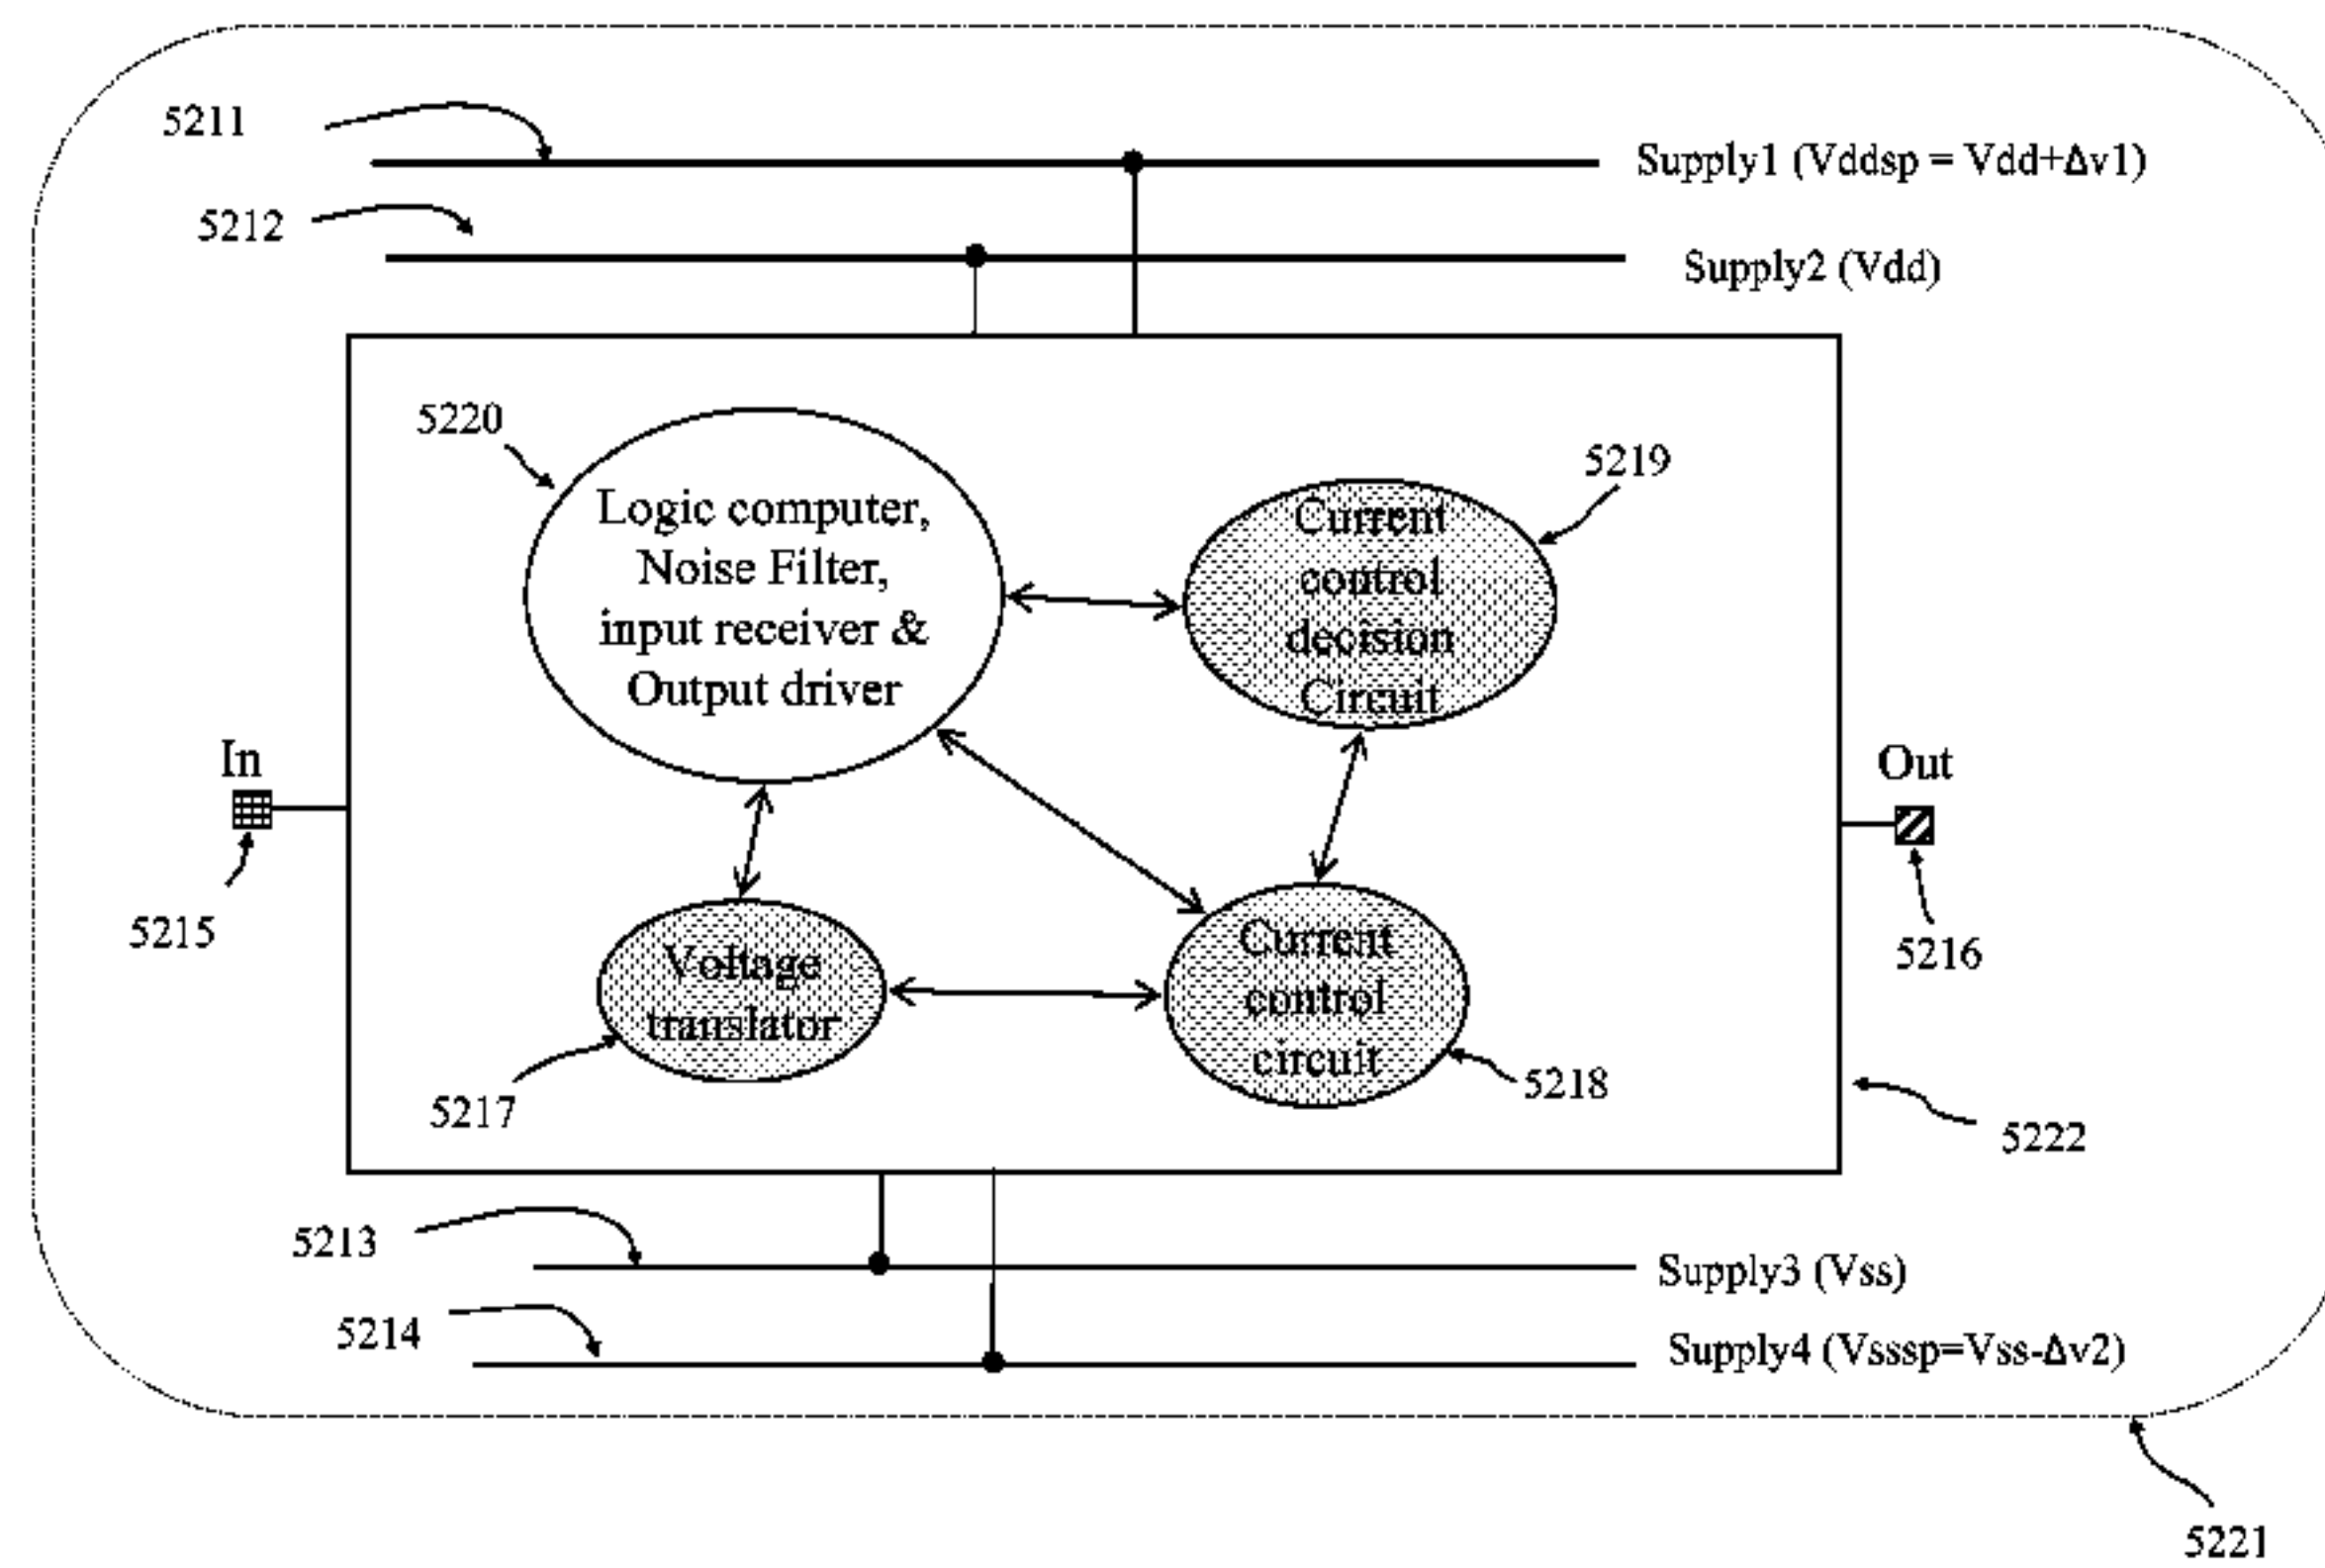 5211
Supply1 (Vddsp = Vdd+Δv1)
5212
Supply2 (Vdd)
5220
Logic computer,
Noise Filter,
input receiver &
Output driver
5219
Current
control
decision
Circuit
In
5215
Out
5216
Voltage
translator
5217
Current
control
circuit
5218
5222
5213
Supply3 (Vss)
5214
Supply4 (Vsssp=Vss-Δv2)
5221